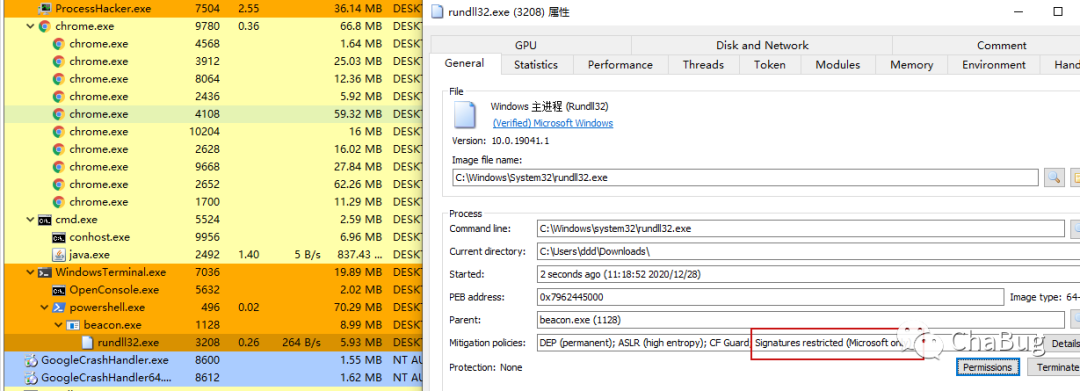 ProcessHacker.exe 7504 2.55 36.14 MB DESKT
chrome.exe 9780 0.36 66.8 MB DESKT
chrome.exe 4568 1.64 MB DESKT
chrome.exe 3912 25.03 MB DESKT
chrome.exe 8064 12.36 MB DESKT
chrome.exe 2436 5.92 MB DESKT
chrome.exe 4108 59.32 MB DESKT
chrome.exe 10204 16 MB DESKT
chrome.exe 2628 16.02 MB DESKT
chrome.exe 9668 27.84 MB DESKT
chrome.exe 2652 62.26 MB DESKT
chrome.exe 1700 11.29 MB DESKT
cmd.exe 5524 2.59 MB DESKT
conhost.exe 9956 6.96 MB DESKT
java.exe 2492 1.40 5 B/s 837.43 ... DESKT
WindowsTerminal.exe 7036 19.89 MB DESKT
OpenConsole.exe 5632 2.02 MB DESKT
powershell.exe 496 0.02 70.29 MB DESKT
beacon.exe 1128 8.99 MB DESKT
rundll32.exe 3208 0.26 264 B/s 5.93 MB DESKT
GoogleCrashHandler.exe 8600 1.55 MB NT AU
GoogleCrashHandler64.... 8612 1.62 MB NT AU
rundll32.exe (3208) 属性
GPU Disk and Network Comment
General Statistics Performance Threads Token Modules Memory Environment Hand
File
Windows 主进程 (Rundll32)
(Verified) Microsoft Windows
Version: 10.0.19041.1
Image file name:
C:\Windows\System32\rundll32.exe
Process
Command line: C:\Windows\system32\rundll32.exe
Current directory: C:\Users\ddd\Downloads\
Started: 2 seconds ago (11:18:52 2020/12/28)
PEB address: 0x7962445000 Image type: 64-
Parent: beacon.exe (1128)
Mitigation policies: DEP (permanent); ASLR (high entropy); CF Guard; Signatures restricted (Microsoft on Details
Protection: None Permissions Terminate
ChaBug